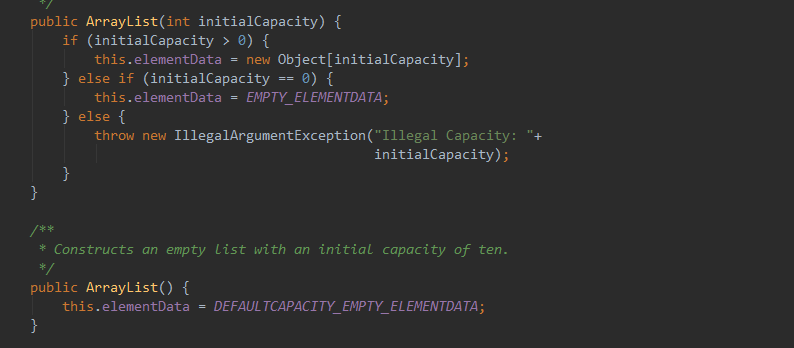 */
public ArrayList(int initialCapacity) {
if (initialCapacity > 0) {
this.elementData = new Object[initialCapacity];
} else if (initialCapacity == 0) {
this.elementData = EMPTY_ELEMENTDATA;
} else {
throw new IllegalArgumentException("Illegal Capacity: "+
initialCapacity);
}
}
/**
* Constructs an empty list with an initial capacity of ten.
*/
public ArrayList() {
this.elementData = DEFAULTCAPACITY_EMPTY_ELEMENTDATA;
}